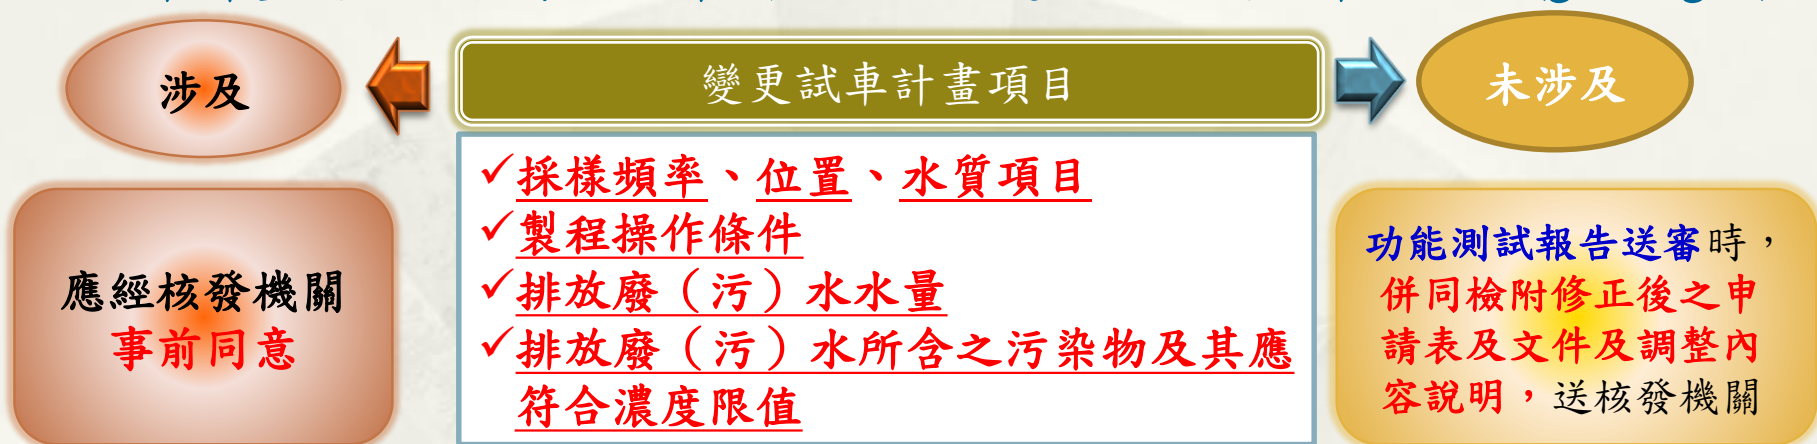 涉及
變更試車計畫項目
未涉及
應經核發機關
事前同意
✓採樣頻率、位置、水質項目
✓製程操作條件
✓排放廢（污）水水量
✓排放廢（污）水所含之污染物及其應
符合濃度限值
功能測試報告送審時，
併同檢附修正後之申
請表及文件及調整內
容說明，送核發機關